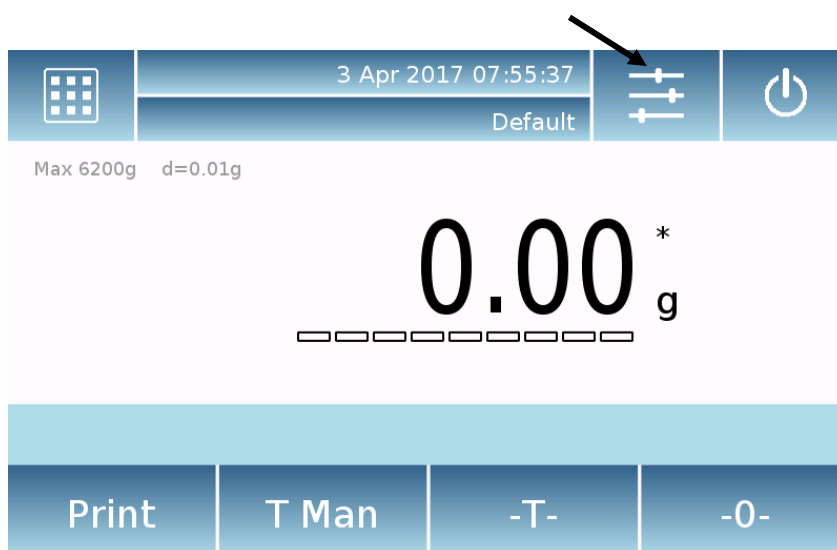 3 Apr 2017 07:55:37
Default
Max 6200g d=0.01g
0.00 * g
Print T Man -T- -0-